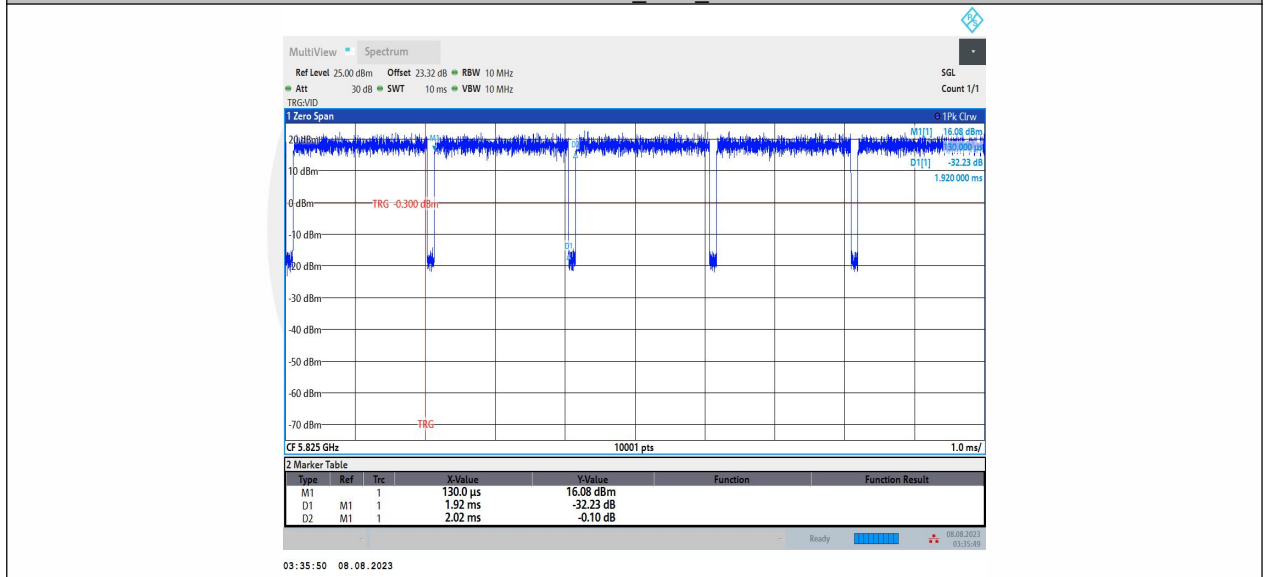 MultiView Spectrum
Ref Level 25.00 dBm Offset 23.32 dB RBW 10 MHz SGL
Att 30 dB SWT 10 ms VBW 10 MHz Count 1/1
TRG:VID
1 Zero Span 1Pk Clrw
M1[1] 16.08 dBm
20 dBm M1 D2 130.000 µs
D1[1] -32.23 dB
10 dBm
1.920 000 ms
0 dBm TRG -0.300 dBm
-10 dBm
D1
-20 dBm
-30 dBm
-40 dBm
-50 dBm
-60 dBm
-70 dBm TRG
CF 5.825 GHz 10001 pts 1.0 ms/
2 Marker Table
Type Ref Trc X-Value Y-Value Function Function Result
M1 1 130.0 µs 16.08 dBm
D1 M1 1 1.92 ms -32.23 dB
D2 M1 1 2.02 ms -0.10 dB
Ready 08.08.2023
03:35:49
03:35:50 08.08.2023